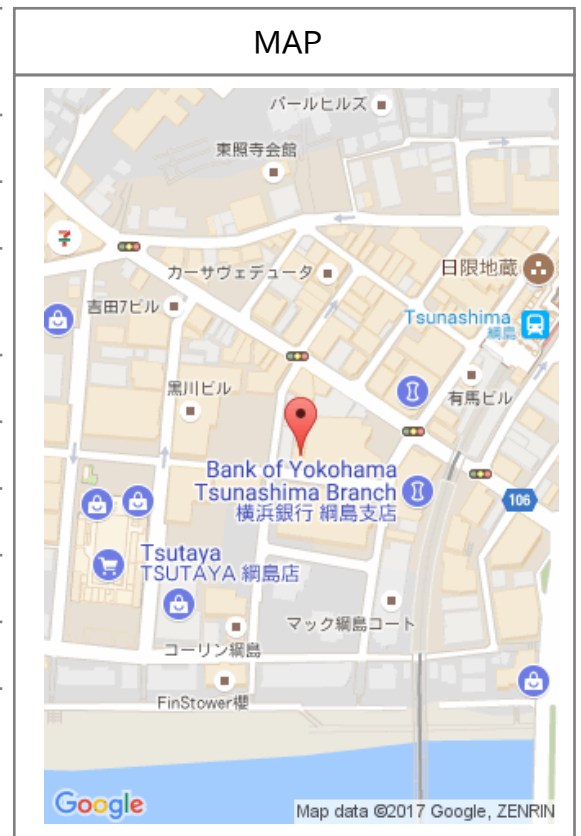 MAP
パールヒルズ
東照寺会館
日限地蔵
カーサヴェデュータ
吉田7ビル
Tsunashima
綱島
黒川ビル
有馬ビル
Bank of Yokohama
Tsunashima Branch
横浜銀行 綱島支店
106
Tsutaya
TSUTAYA 綱島店
マック綱島コート
コーリン綱島
FinStower櫻
Google
Map data ©2017 Google, ZENRIN